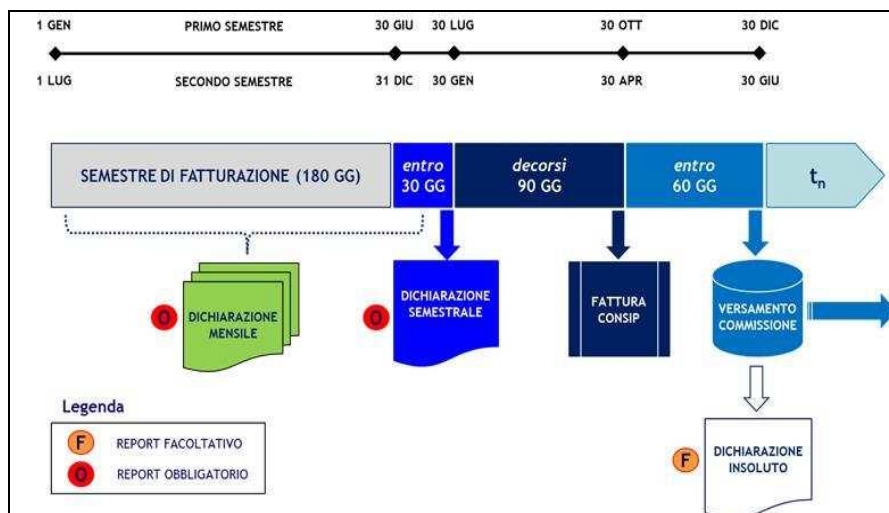 1 GEN PRIMO SEMESTRE 30 GIU 30 LUG 30 OTT 30 DIC
1 LUG SECONDO SEMESTRE 31 DIC 30 GEN 30 APR 30 GIU
SEMESTRE DI FATTURAZIONE (180 GG)
entro
30 GG
decorsi
90 GG
entro
60 GG
tn
O
DICHIARAZIONE
MENSILE
O
DICHIARAZIONE
SEMESTRALE
FATTURA
CONSIP
VERSAMENTO
COMMISSIONE
Legenda
F REPORT FACOLTATIVO
O REPORT OBBLIGATORIO
F
DICHIARAZIONE
INSOLUTO